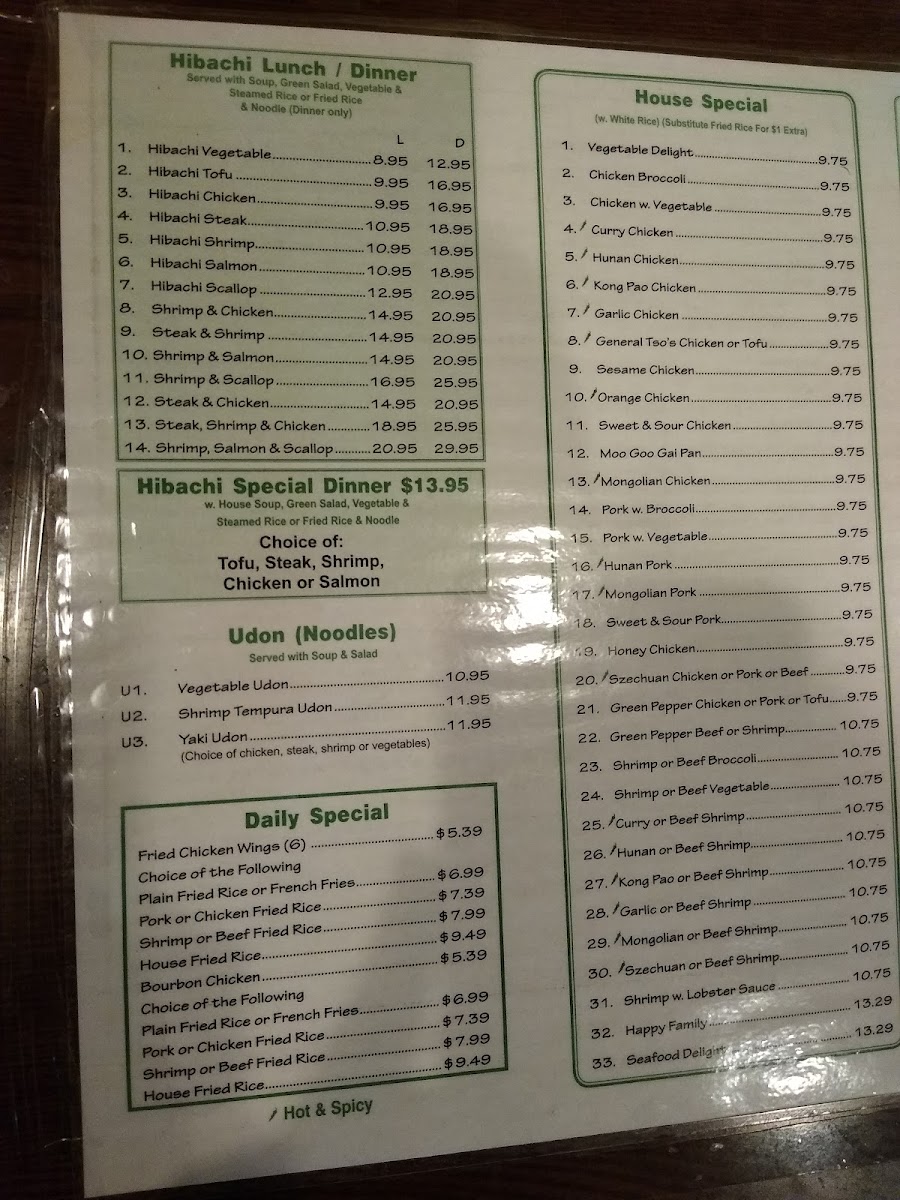 Hibachi Lunch / Dinner
Served with Soup, Green Salad, Vegetable &
Steamed Rice or Fried Rice
& Noodle (Dinner only)
L D
1. Hibachi Vegetable 8.95 12.95
2. Hibachi Tofu 9.95 16.95
3. Hibachi Chicken 9.95 16.95
4. Hibachi Steak 10.95 18.95
5. Hibachi Shrimp 10.95 18.95
6. Hibachi Salmon 10.95 18.95
7. Hibachi Scallop 12.95 20.95
8. Shrimp & Chicken 14.95 20.95
9. Steak & Shrimp 14.95 20.95
10. Shrimp & Salmon 14.95 20.95
11. Shrimp & Scallop 16.95 25.95
12. Steak & Chicken 14.95 20.95
13. Steak, Shrimp & Chicken 18.95 25.95
14. Shrimp, Salmon & Scallop 20.95 29.95
Hibachi Special Dinner $13.95
w. House Soup, Green Salad, Vegetable &
Steamed Rice or Fried Rice & Noodle
Choice of:
Tofu, Steak, Shrimp,
Chicken or Salmon
Udon (Noodles)
Served with Soup & Salad
U1. Vegetable Udon 10.95
U2. Shrimp Tempura Udon 11.95
U3. Yaki Udon 11.95
(Choice of chicken, steak, shrimp or vegetables)
Daily Special
Fried Chicken Wings (6) $5.39
Choice of the Following
Plain Fried Rice or French Fries $6.99
Pork or Chicken Fried Rice $7.39
Shrimp or Beef Fried Rice $7.99
House Fried Rice $9.49
Bourbon Chicken $5.39
Choice of the Following
Plain Fried Rice or French Fries $6.99
Pork or Chicken Fried Rice $7.39
Shrimp or Beef Fried Rice $7.99
House Fried Rice $9.49
Hot & Spicy
House Special
(w. White Rice) (Substitute Fried Rice For $1 Extra)
1. Vegetable Delight 9.75
2. Chicken Broccoli 9.75
3. Chicken w. Vegetable 9.75
4. Curry Chicken 9.75
5. Hunan Chicken 9.75
6. Kong Pao Chicken 9.75
7. Garlic Chicken 9.75
8. General Tso's Chicken or Tofu 9.75
9. Sesame Chicken 9.75
10. Orange Chicken 9.75
11. Sweet & Sour Chicken 9.75
12. Moo Goo Gai Pan 9.75
13. Mongolian Chicken 9.75
14. Pork w. Broccoli 9.75
15. Pork w. Vegetable 9.75
16. Hunan Pork 9.75
17. Mongolian Pork 9.75
18. Sweet & Sour Pork 9.75
19. Honey Chicken 9.75
20. Szechuan Chicken or Pork or Beef 9.75
21. Green Pepper Chicken or Pork or Tofu 9.75
22. Green Pepper Beef or Shrimp 10.75
23. Shrimp or Beef Broccoli 10.75
24. Shrimp or Beef Vegetable 10.75
25. Curry or Beef Shrimp 10.75
26. Hunan or Beef Shrimp 10.75
27. Kong Pao or Beef Shrimp 10.75
28. Garlic or Beef Shrimp 10.75
29. Mongolian or Beef Shrimp 10.75
30. Szechuan or Beef Shrimp 10.75
31. Shrimp w. Lobster Sauce 10.75
32. Happy Family 13.29
33. Seafood Delight 13.29